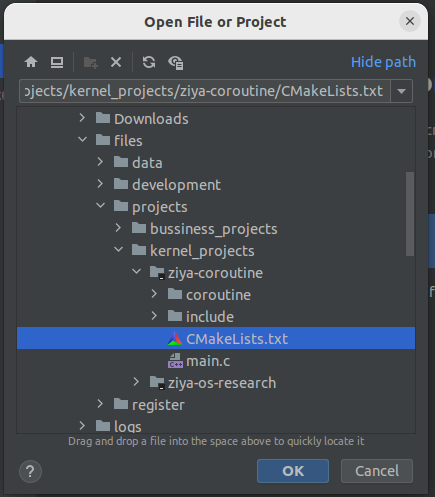 Open File or Project
Hide path
ojects/kernel_projects/ziya-coroutine/CMakeLists.txt
Downloads
files
data
development
projects
bussiness_projects
kernel_projects
ziya-coroutine
coroutine
include
CMakeLists.txt
C++ main.c
ziya-os-research
register
logs
Drag and drop a file into the space above to quickly locate it
? OK Cancel